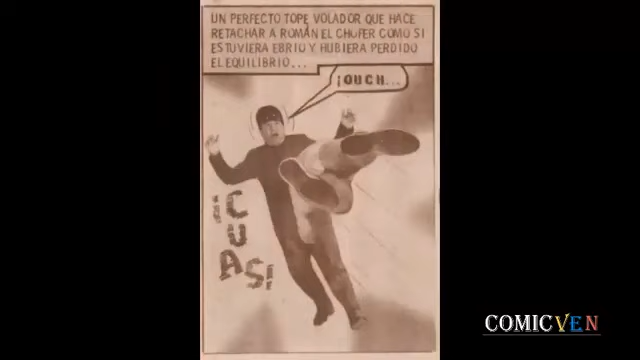 UN PERFECTO TOPE VOLADOR QUE HACE
RETACHAR A ROMÁN EL CHOFER COMO SI
ESTUVIERA EBRIO Y HUBIERA PERDIDO
EL EQUILIBRIO...
¡OUCH...
¡CUAS!
COMICVEN